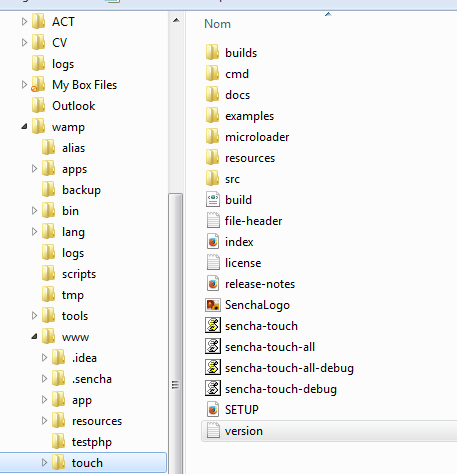 ACT
CV
logs
My Box Files
Outlook
wamp
alias
apps
backup
bin
lang
logs
scripts
tmp
tools
www
.idea
.sencha
app
resources
testphp
touch
Nom
builds
cmd
docs
examples
microloader
resources
src
build
file-header
index
license
release-notes
SenchaLogo
sencha-touch
sencha-touch-all
sencha-touch-all-debug
sencha-touch-debug
SETUP
version